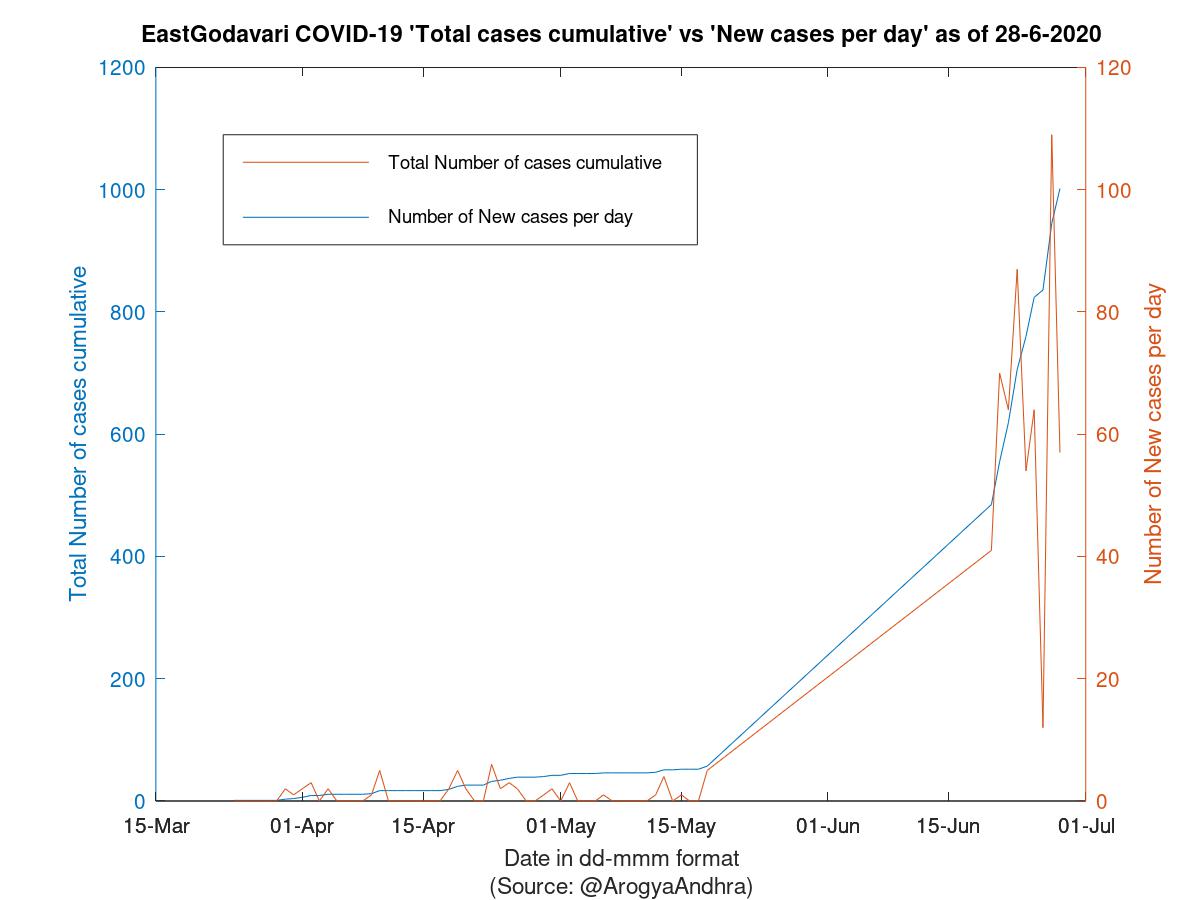 EastGodavari COVID-19 'Total cases cumulative' vs 'New cases per day' as of 28-6-2020
1200
1000
800
600
400
200
0
Total Number of cases cumulative
Total Number of cases cumulative
Number of New cases per day
120
100
80
60
40
20
0
Number of New cases per day
15-Mar 01-Apr 15-Apr 01-May 15-May 01-Jun 15-Jun 01-Jul
Date in dd-mmm format
(Source: @ArogyaAndhra)